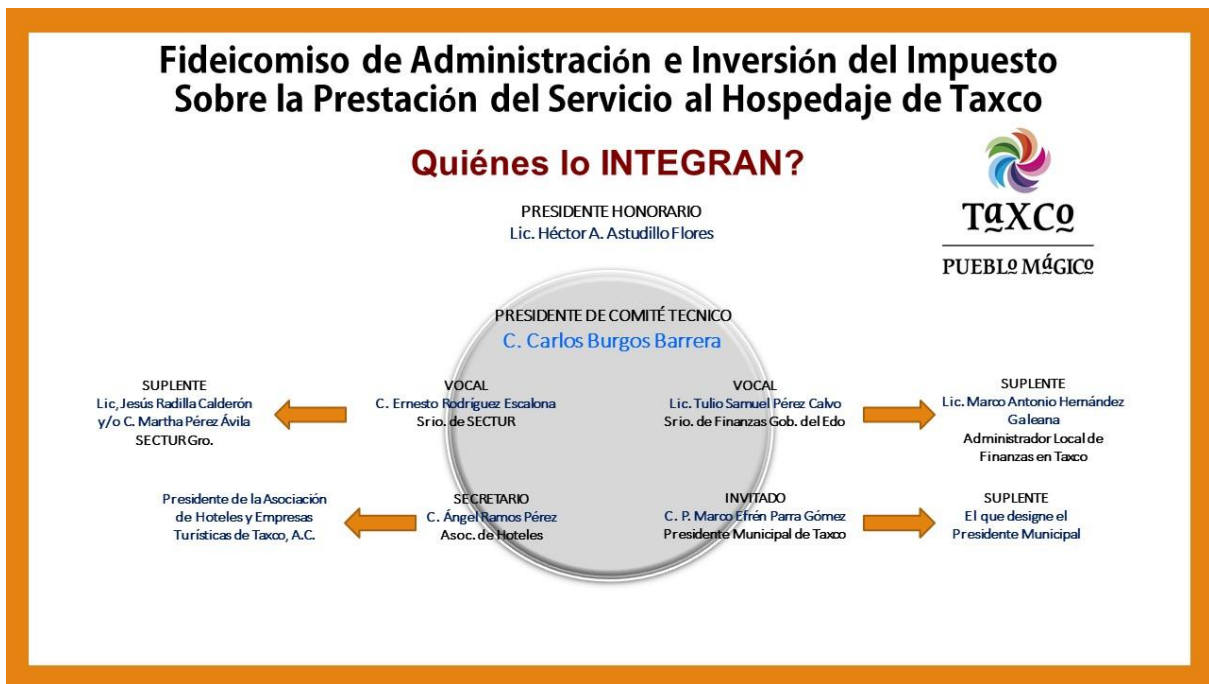 Fideicomiso de Administración e Inversión del Impuesto
Sobre la Prestación del Servicio al Hospedaje de Taxco
Quiénes lo INTEGRAN?
TaXCo
PUEBLo MáGICo
PRESIDENTE HONORARIO
Lic. Héctor A. Astudillo Flores
PRESIDENTE DE COMITÉ TECNICO
C. Carlos Burgos Barrera
SUPLENTE
Lic, Jesús Radilla Calderón
y/o C. Martha Pérez Ávila
SECTUR Gro.
VOCAL
C. Ernesto Rodríguez Escalona
Srio. de SECTUR
VOCAL
Lic. Tulio Samuel Pérez Calvo
Srio. de Finanzas Gob. del Edo
SUPLENTE
Lic. Marco Antonio Hernández
Galeana
Administrador Local de
Finanzas en Taxco
Presidente de la Asociación
de Hoteles y Empresas
Turísticas de Taxco, A.C.
SECRETARIO
C. Ángel Ramos Pérez
Asoc. de Hoteles
INVITADO
C. P. Marco Efrén Parra Gómez
Presidente Municipal de Taxco
SUPLENTE
El que designe el
Presidente Municipal